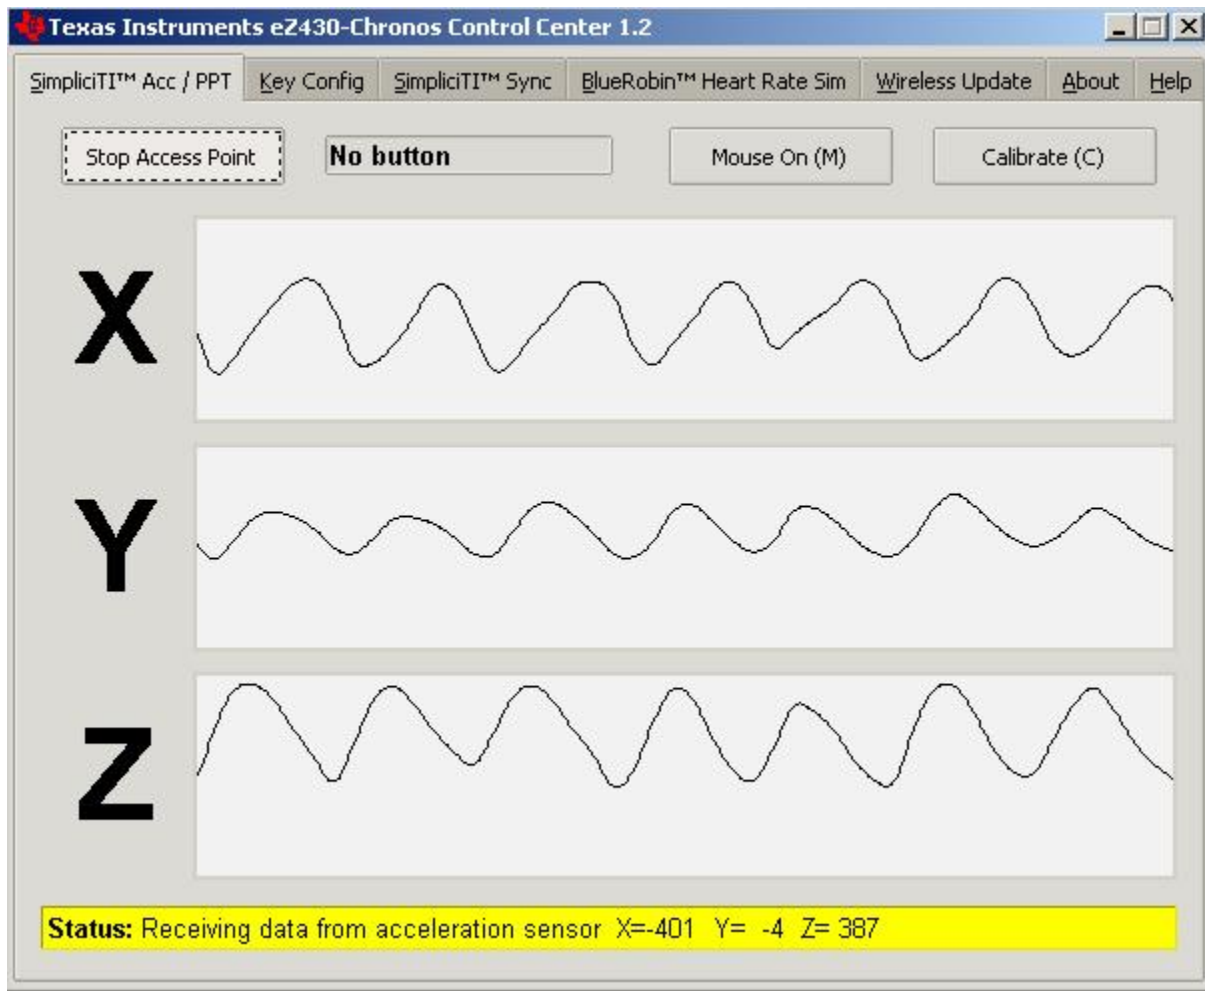 Texas Instruments eZ430-Chronos Control Center 1.2
SimpliciTI™ Acc / PPT Key Config SimpliciTI™ Sync BlueRobin™ Heart Rate Sim Wireless Update About Help
Stop Access Point No button Mouse On (M) Calibrate (C)
X
Y
Z
Status: Receiving data from acceleration sensor X=-401 Y= -4 Z= 387